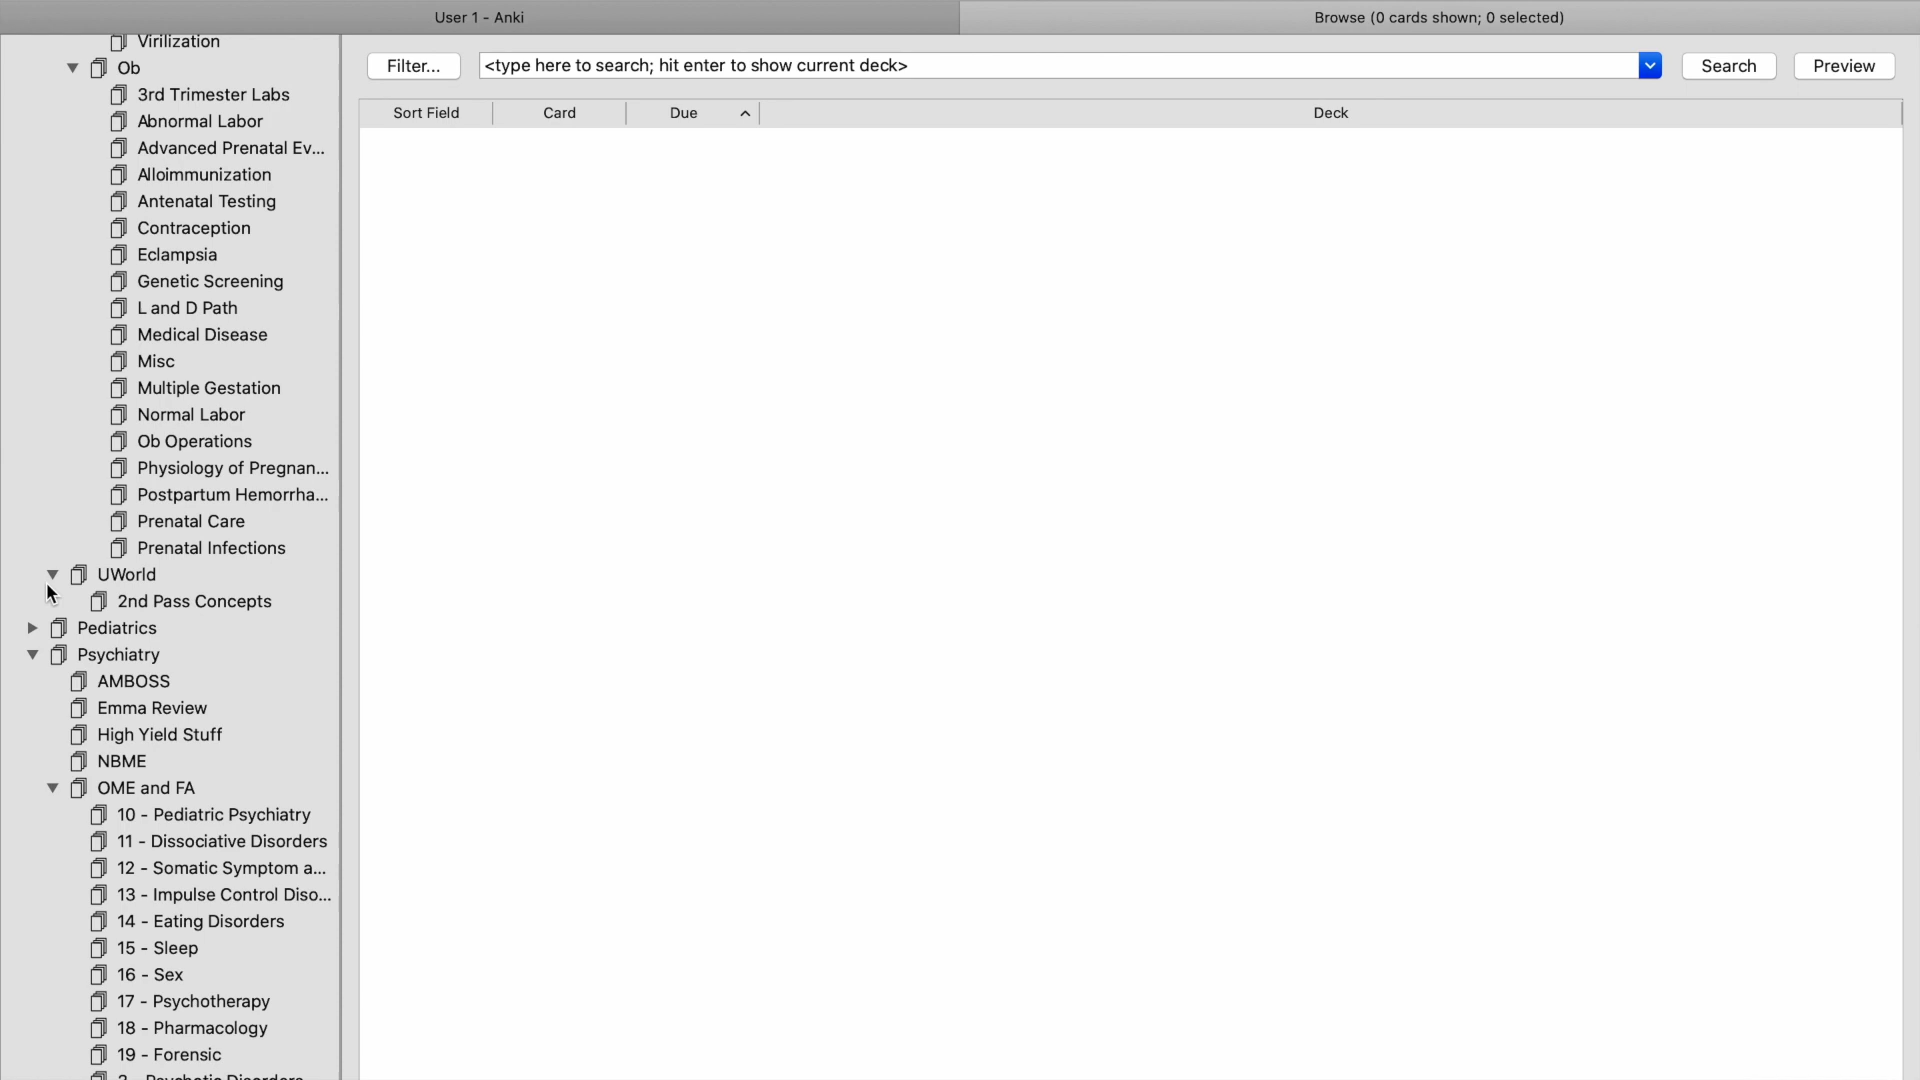 User 1 - Anki
Browse (0 cards shown; 0 selected)
Filter...
<type here to search; hit enter to show current deck>
Search
Preview
Sort Field
Card
Due
Deck
Virilization
Ob
3rd Trimester Labs
Abnormal Labor
Advanced Prenatal Ev...
Alloimmunization
Antenatal Testing
Contraception
Eclampsia
Genetic Screening
L and D Path
Medical Disease
Misc
Multiple Gestation
Normal Labor
Ob Operations
Physiology of Pregnan...
Postpartum Hemorrha...
Prenatal Care
Prenatal Infections
UWorld
2nd Pass Concepts
Pediatrics
Psychiatry
AMBOSS
Emma Review
High Yield Stuff
NBME
OME and FA
10 - Pediatric Psychiatry
11 - Dissociative Disorders
12 - Somatic Symptom a...
13 - Impulse Control Diso...
14 - Eating Disorders
15 - Sleep
16 - Sex
17 - Psychotherapy
18 - Pharmacology
19 - Forensic
2 - Psychotic Disorders